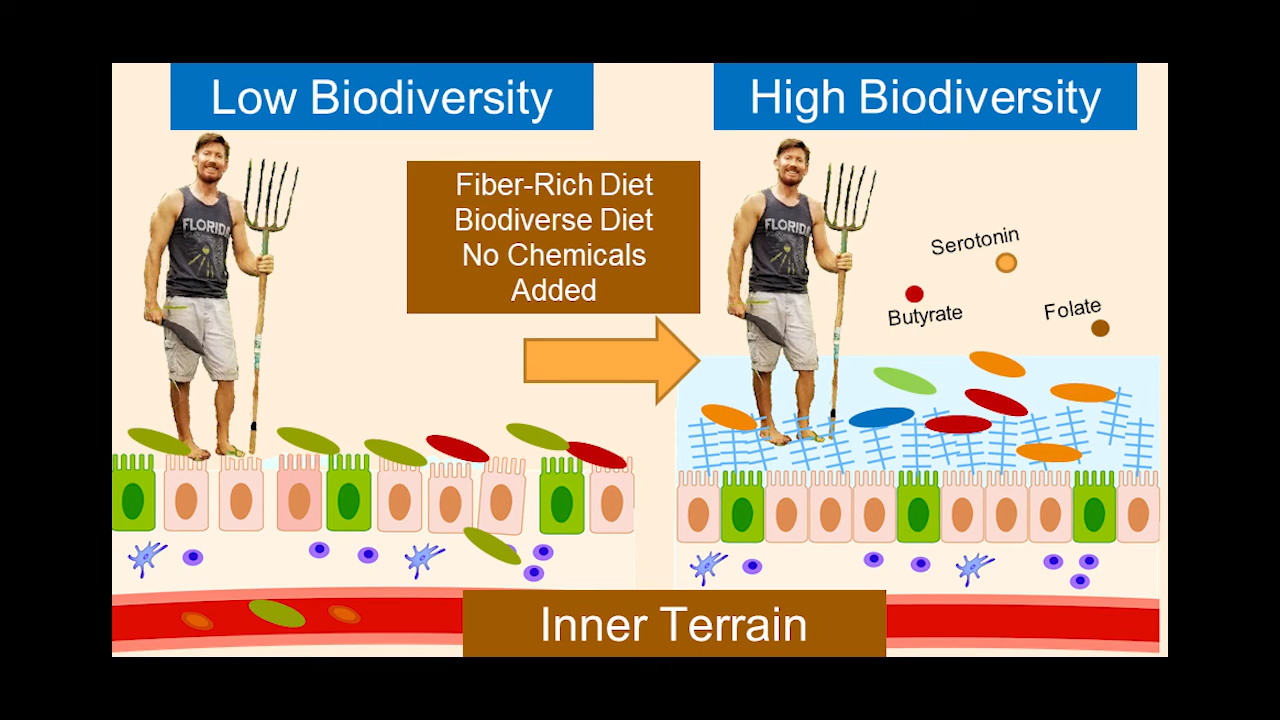 Low Biodiversity
High Biodiversity
Fiber-Rich Diet
Biodiverse Diet
No Chemicals
Added
FLORIDA
FLORIDA
Serotonin
Butyrate
Folate
Inner Terrain